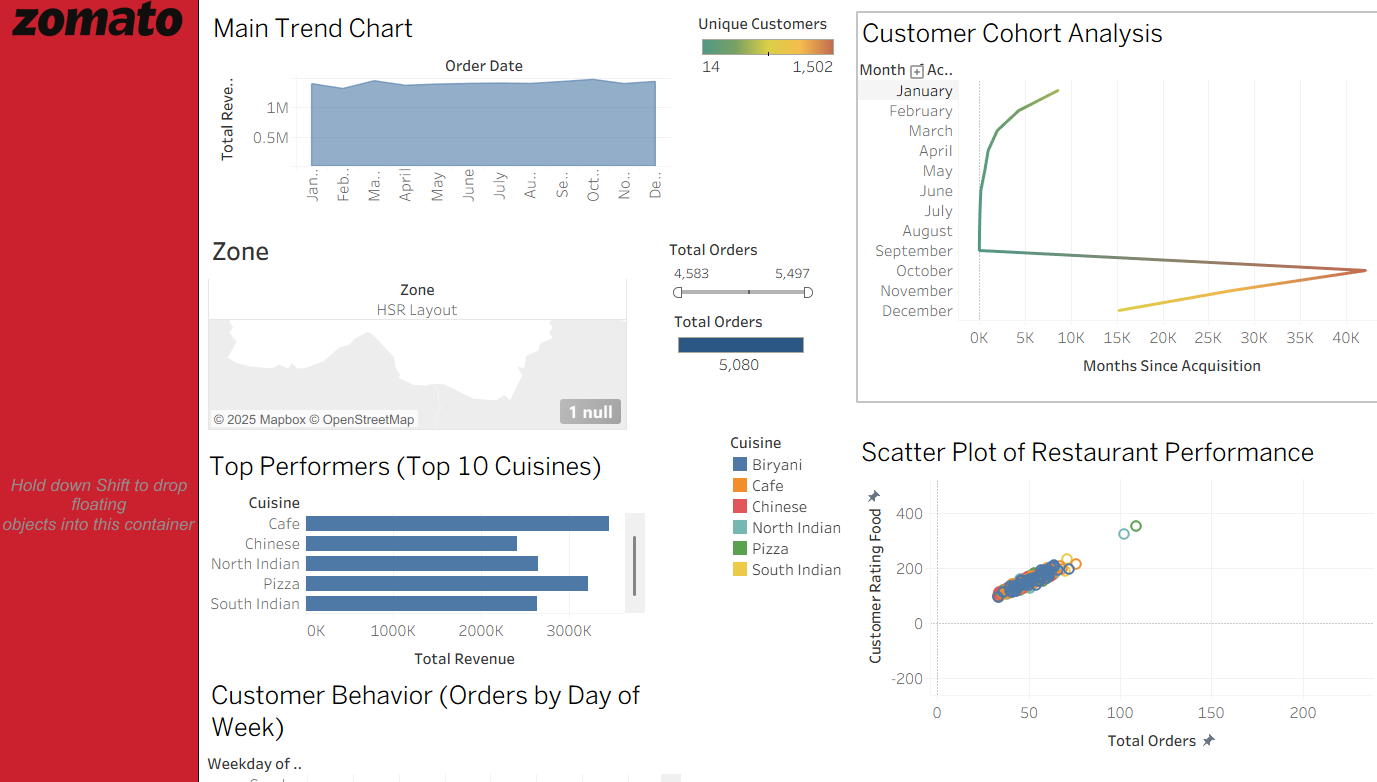 zomato
Hold down Shift to drop
floating
objects into this container
Main Trend Chart
Order Date
Total Reve..
1M
0.5M
Jan..
Feb..
Ma..
April
May
June
July
Au..
Se..
Oct..
No..
De..
Unique Customers
14
1,502
Customer Cohort Analysis
Month Ac..
January
February
March
April
May
June
July
August
September
October
November
December
0K
5K
10K
15K
20K
25K
30K
35K
40K
Months Since Acquisition
Zone
Zone
HSR Layout
© 2025 Mapbox © OpenStreetMap
1 null
Total Orders
4,583
5,497
Total Orders
5,080
Top Performers (Top 10 Cuisines)
Cuisine
Cafe
Chinese
North Indian
Pizza
South Indian
0K
1000K
2000K
3000K
Total Revenue
Cuisine
Biryani
Cafe
Chinese
North Indian
Pizza
South Indian
Scatter Plot of Restaurant Performance
Customer Rating Food
400
200
0
-200
0
50
100
150
200
Total Orders
Customer Behavior (Orders by Day of
Week)
Weekday of ..